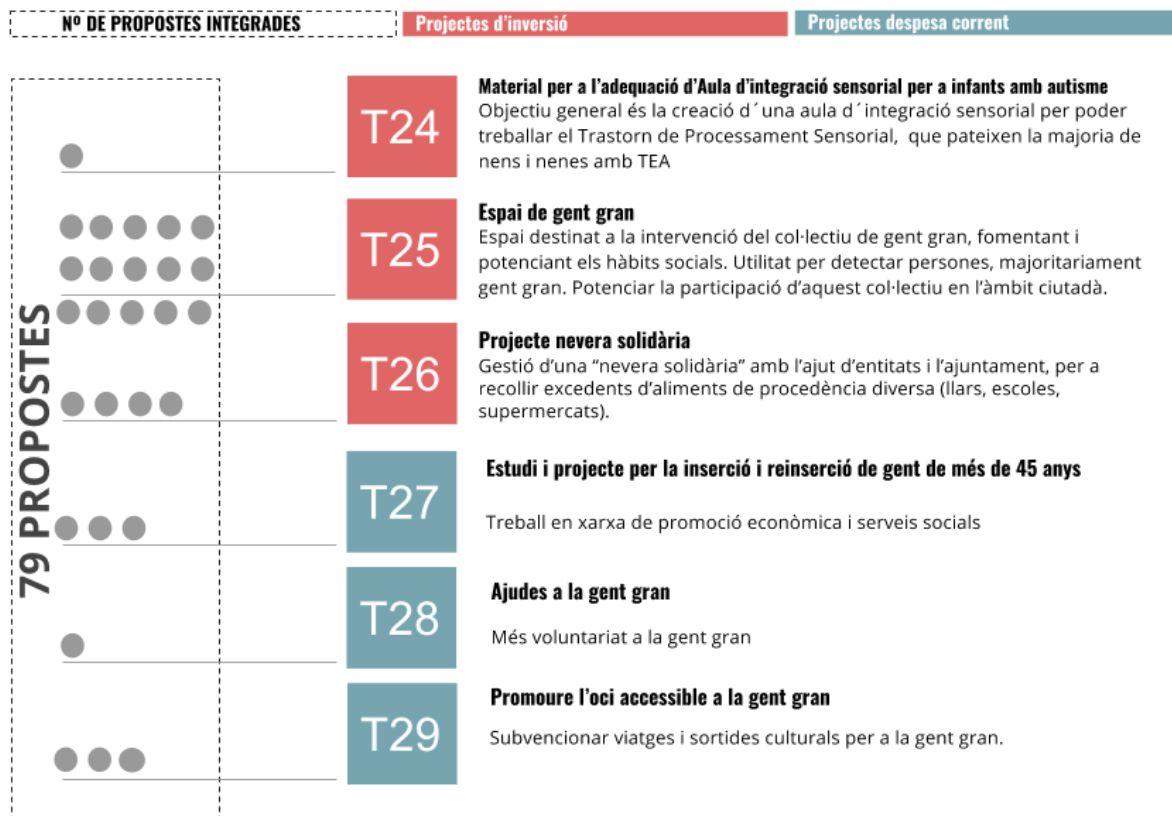 Nº DE PROPOSTES INTEGRADES
Projectes d'inversió
Projectes despesa corrent
79 PROPOSTES
T24
Material per a l'adequació d'Aula d'integració sensorial per a infants amb autisme
Objectiu general és la creació d´una aula d´integració sensorial per poder
treballar el Trastorn de Processament Sensorial, que pateixen la majoria de
nens i nenes amb TEA
T25
Espai de gent gran
Espai destinat a la intervenció del col·lectiu de gent gran, fomentant i
potenciant els hàbits socials. Utilitat per detectar persones, majoritariament
gent gran. Potenciar la participació d'aquest col·lectiu en l'àmbit ciutadà.
T26
Projecte nevera solidària
Gestió d'una "nevera solidària" amb l'ajut d'entitats i l'ajuntament, per a
recollir excedents d'aliments de procedència diversa (llars, escoles,
supermercats).
T27
Estudi i projecte per la inserció i reinserció de gent de més de 45 anys
Treball en xarxa de promoció econòmica i serveis socials
T28
Ajudes a la gent gran
Més voluntariat a la gent gran
T29
Promoure l'oci accessible a la gent gran
Subvencionar viatges i sortides culturals per a la gent gran.